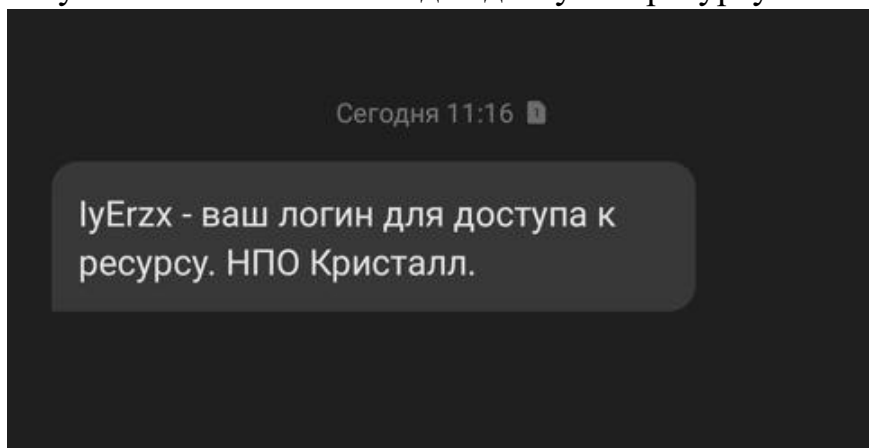 Сегодня 11:16
lyErzx - ваш логин для доступа к
ресурсу. НПО Кристалл.